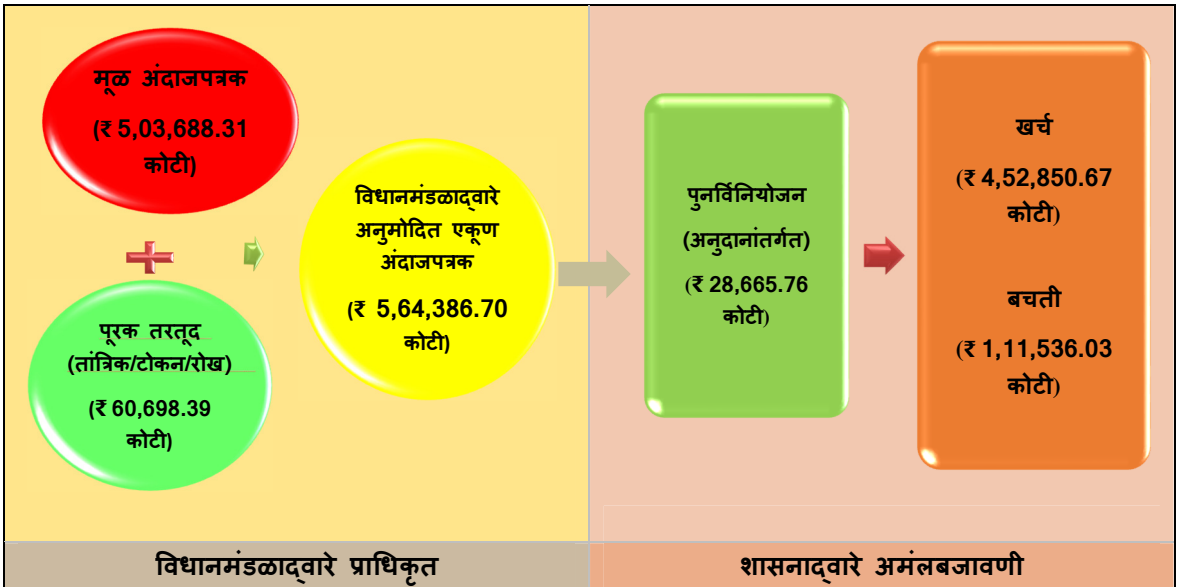 मूळ अंदाजपत्रक
(₹ 5,03,688.31
कोटी)
पूरक तरतूद
(तांत्रिक/टोकन/रोख)
(₹ 60,698.39
कोटी)
विधानमंडळाद्वारे
अनुमोदित एकूण
अंदाजपत्रक
(₹ 5,64,386.70
कोटी)
पुनर्विनियोजन
(अनुदानांतर्गत)
(₹ 28,665.76
कोटी)
खर्च
(₹ 4,52,850.67
कोटी)
बचती
(₹ 1,11,536.03
कोटी)
विधानमंडळाद्वारे प्राधिकृत
शासनाद्वारे अमंलबजावणी